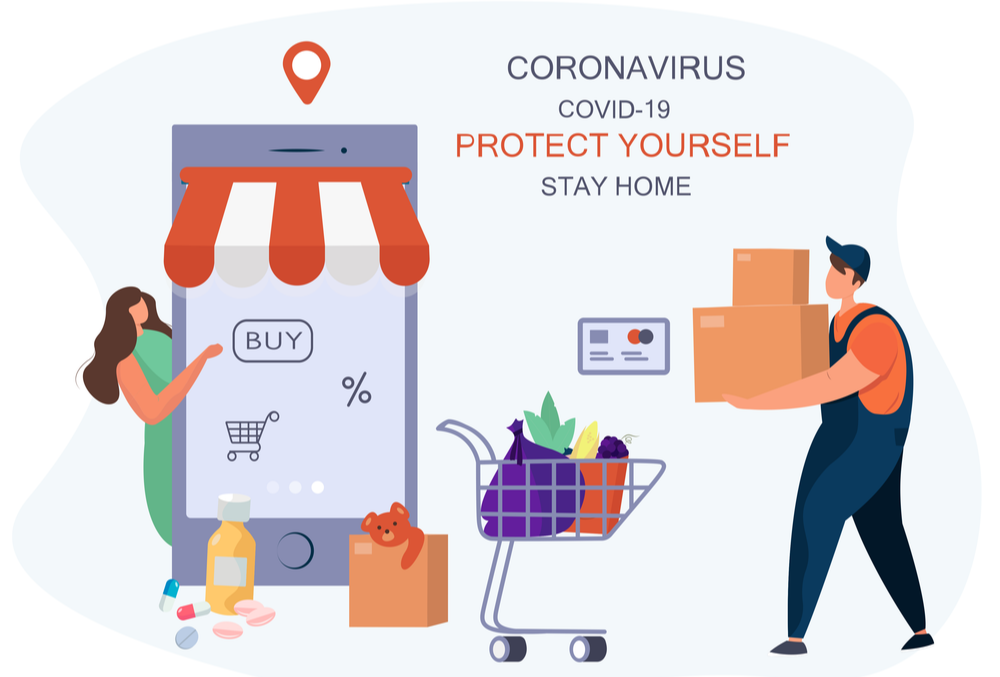 CORONAVIRUS
COVID-19
PROTECT YOURSELF
STAY HOME
BUY
%